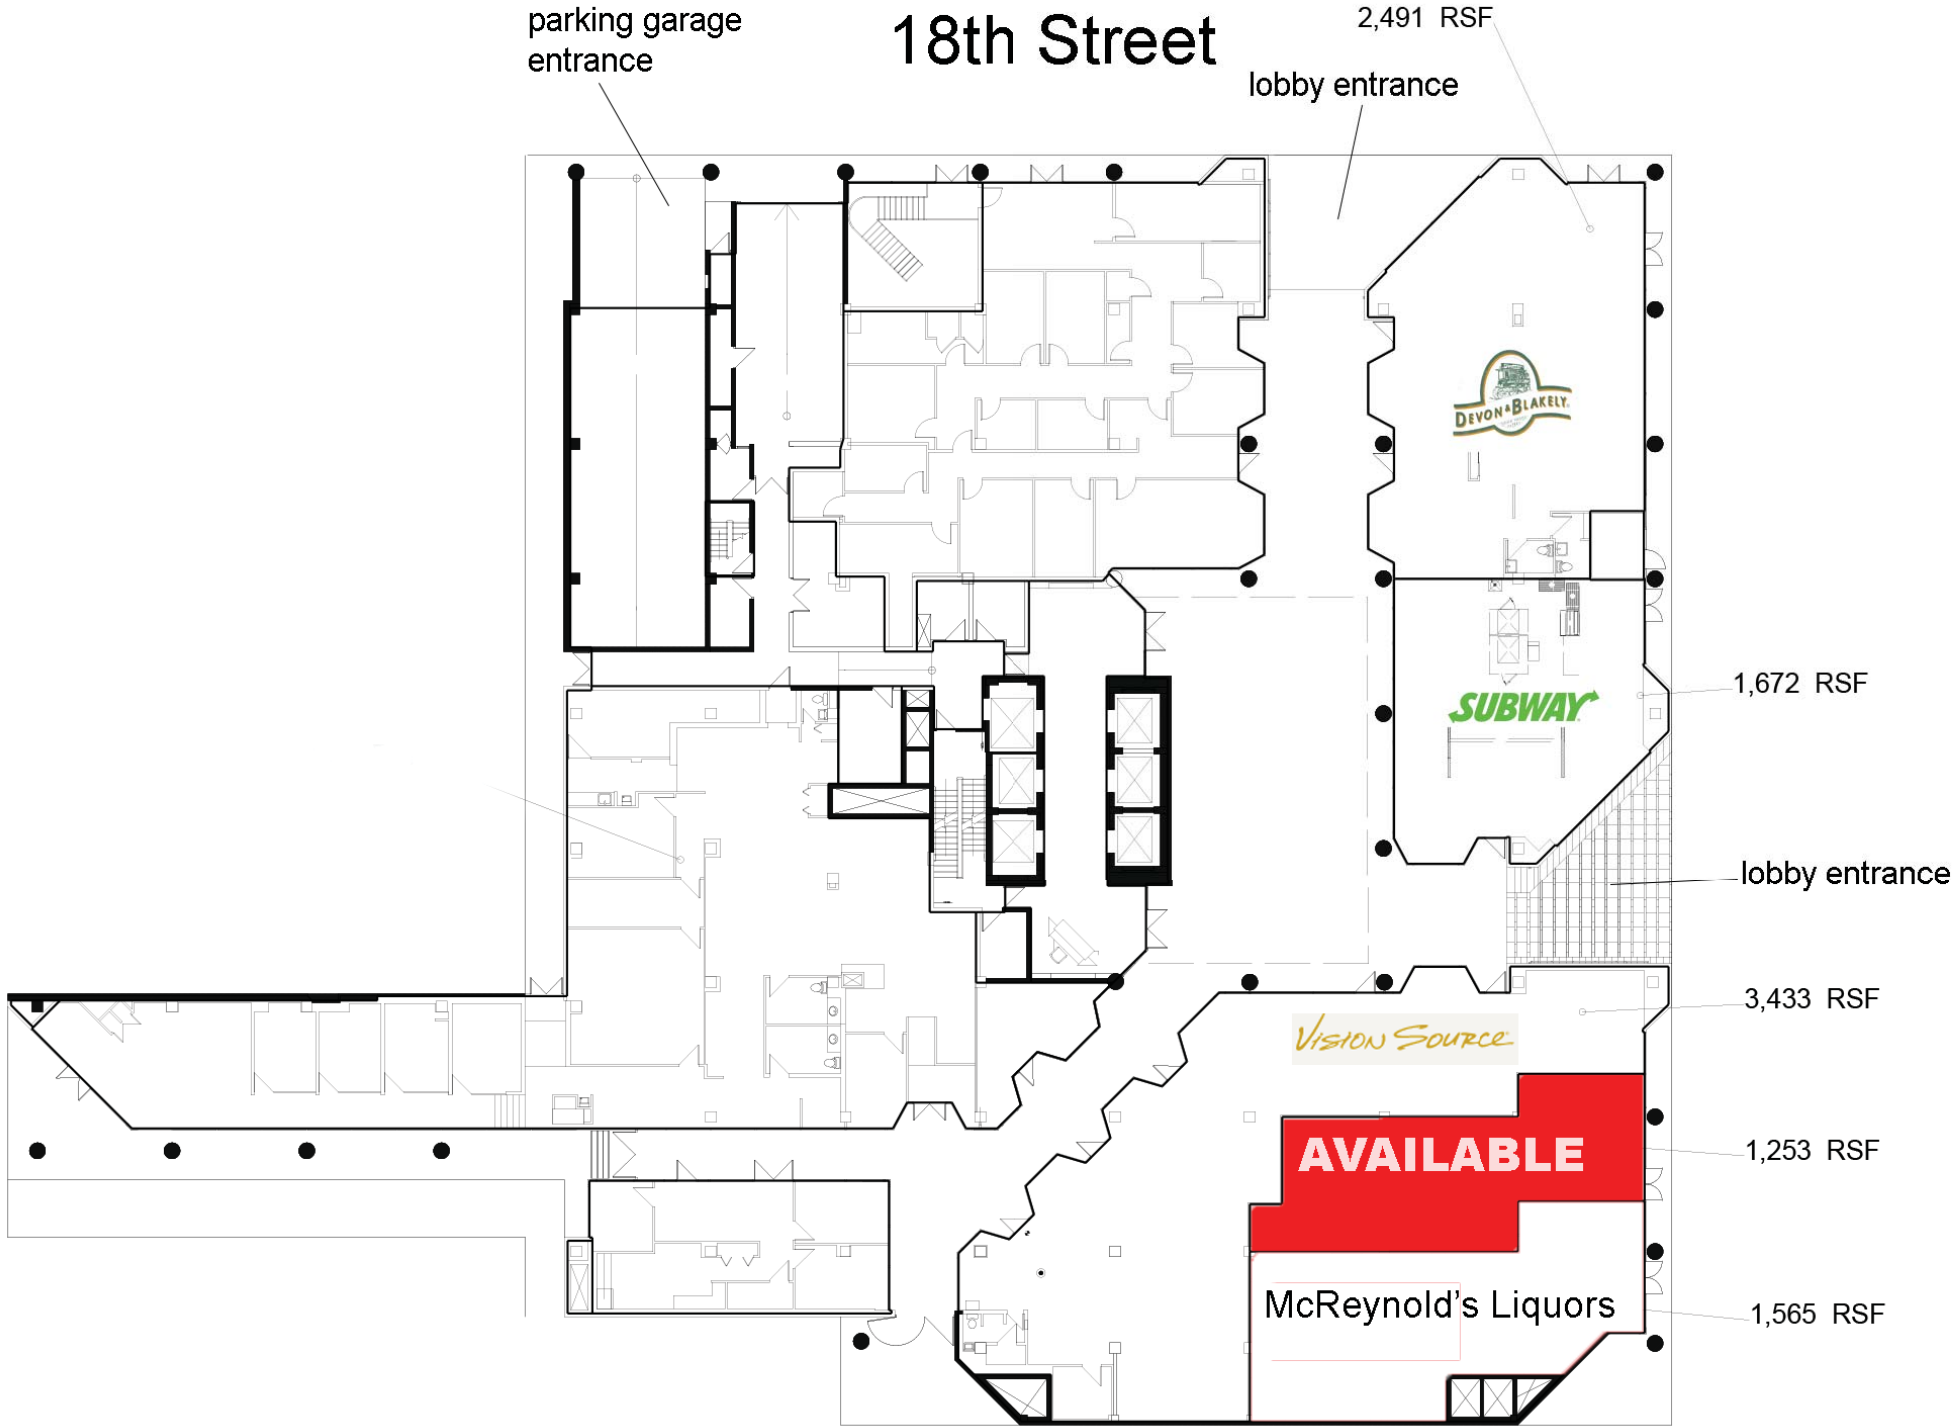 parking garage
entrance
18th Street
2,491 RSF
lobby entrance
DEVON & BLAKELY
SUBWAY
1,672 RSF
lobby entrance
3,433 RSF
VISION SOURCE
AVAILABLE
1,253 RSF
McReynold's Liquors
1,565 RSF